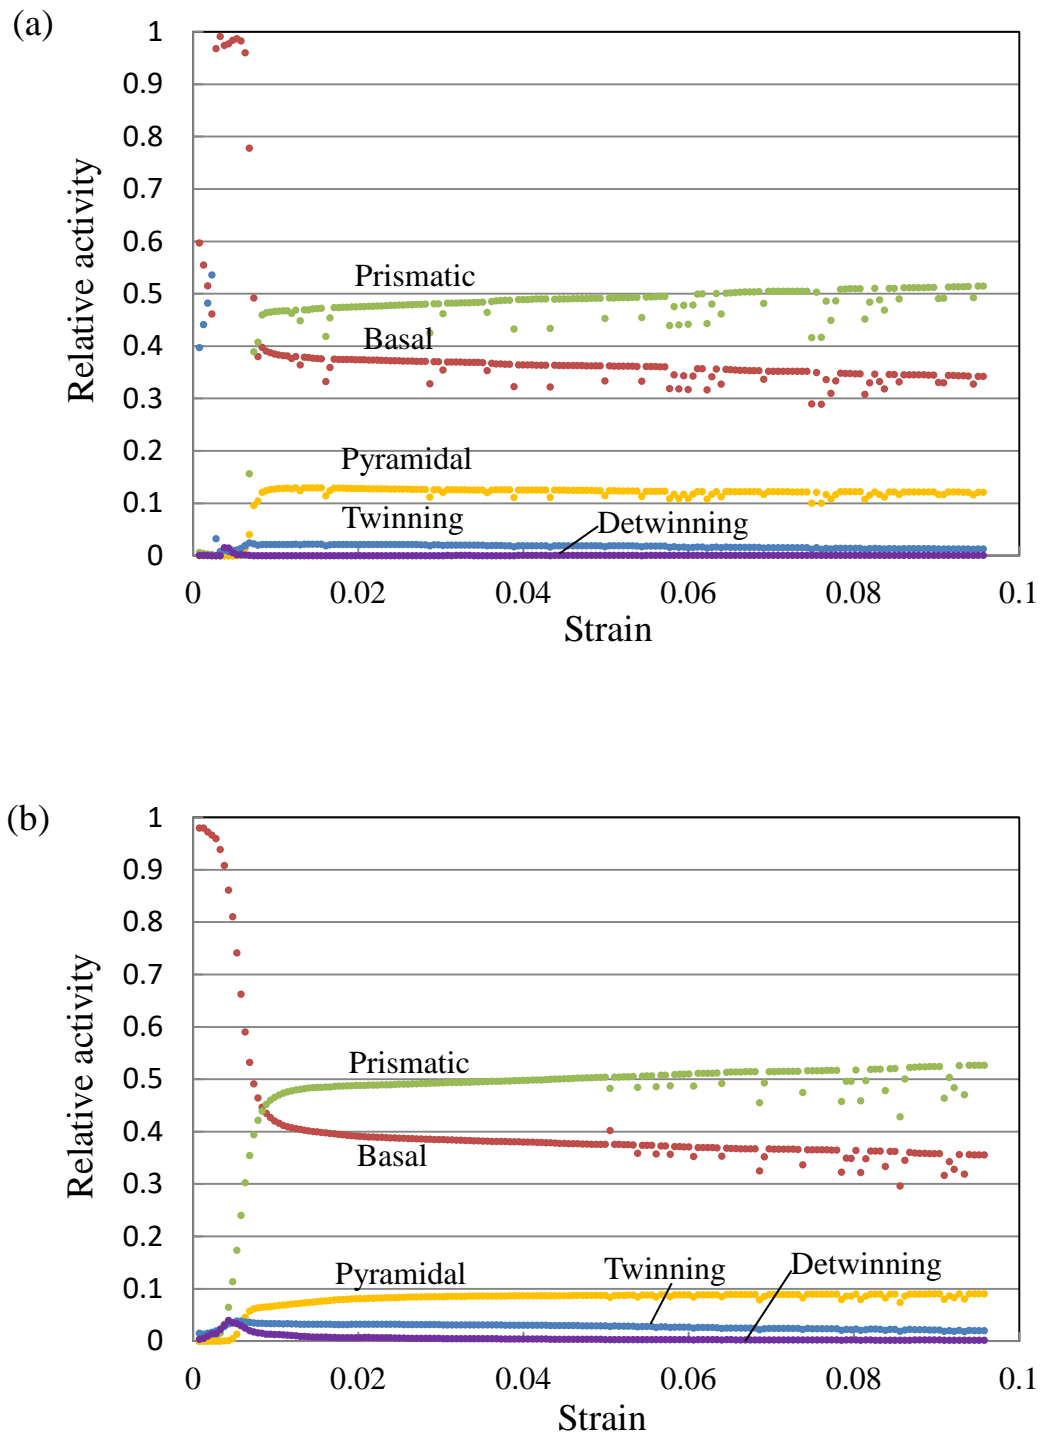 (a)
1
0.9
0.8
0.7
0.6
0.5
0.4
0.3
0.2
0.1
0
Relative activity
Prismatic
Basal
Pyramidal
Twinning
Detwinning
0 0.02 0.04 0.06 0.08 0.1
Strain
(b)
1
0.9
0.8
0.7
0.6
0.5
0.4
0.3
0.2
0.1
0
Relative activity
Prismatic
Basal
Pyramidal
Twinning
Detwinning
0 0.02 0.04 0.06 0.08 0.1
Strain